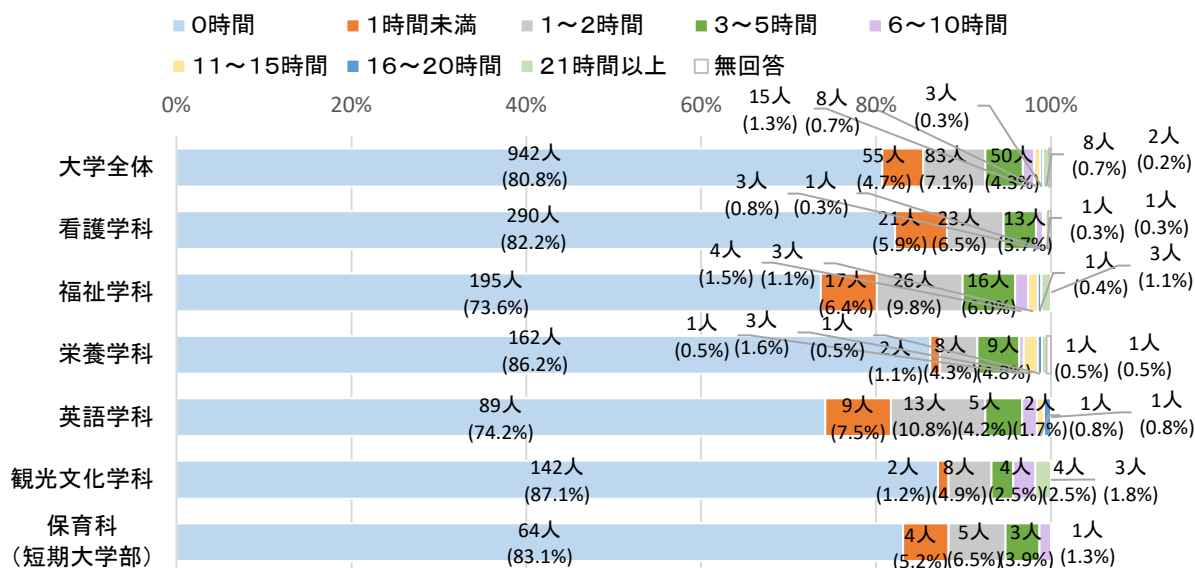 0時間 1時間未満 1～2時間 3～5時間 6～10時間
11～15時間 16～20時間 21時間以上 無回答
0% 20% 40% 60% 80% 100%
大学全体
942人 55人 83人 50人 15人 8人 3人 8人 2人
(80.8%) (4.7%) (7.1%) (4.3%) (1.3%) (0.7%) (0.3%) (0.7%) (0.2%)
看護学科
290人 21人 23人 13人 3人 1人 1人 1人
(82.2%) (5.9%) (6.5%) (3.7%) (0.8%) (0.3%) (0.3%) (0.3%)
福祉学科
195人 17人 26人 16人 4人 3人 1人 3人
(73.6%) (6.4%) (9.8%) (6.0%) (1.5%) (1.1%) (0.4%) (1.1%)
栄養学科
162人 2人 8人 9人 1人 3人 1人 1人 1人
(86.2%) (1.1%) (4.3%) (4.8%) (0.5%) (1.6%) (0.5%) (0.5%) (0.5%)
英語学科
89人 9人 13人 5人 2人 1人 1人
(74.2%) (7.5%) (10.8%) (4.2%) (1.7%) (0.8%) (0.8%)
観光文化学科
142人 2人 8人 4人 4人 3人
(87.1%) (1.2%) (4.9%) (2.5%) (2.5%) (1.8%)
保育科
（短期大学部）
64人 4人 5人 3人 1人
(83.1%) (5.2%) (6.5%) (3.9%) (1.3%)